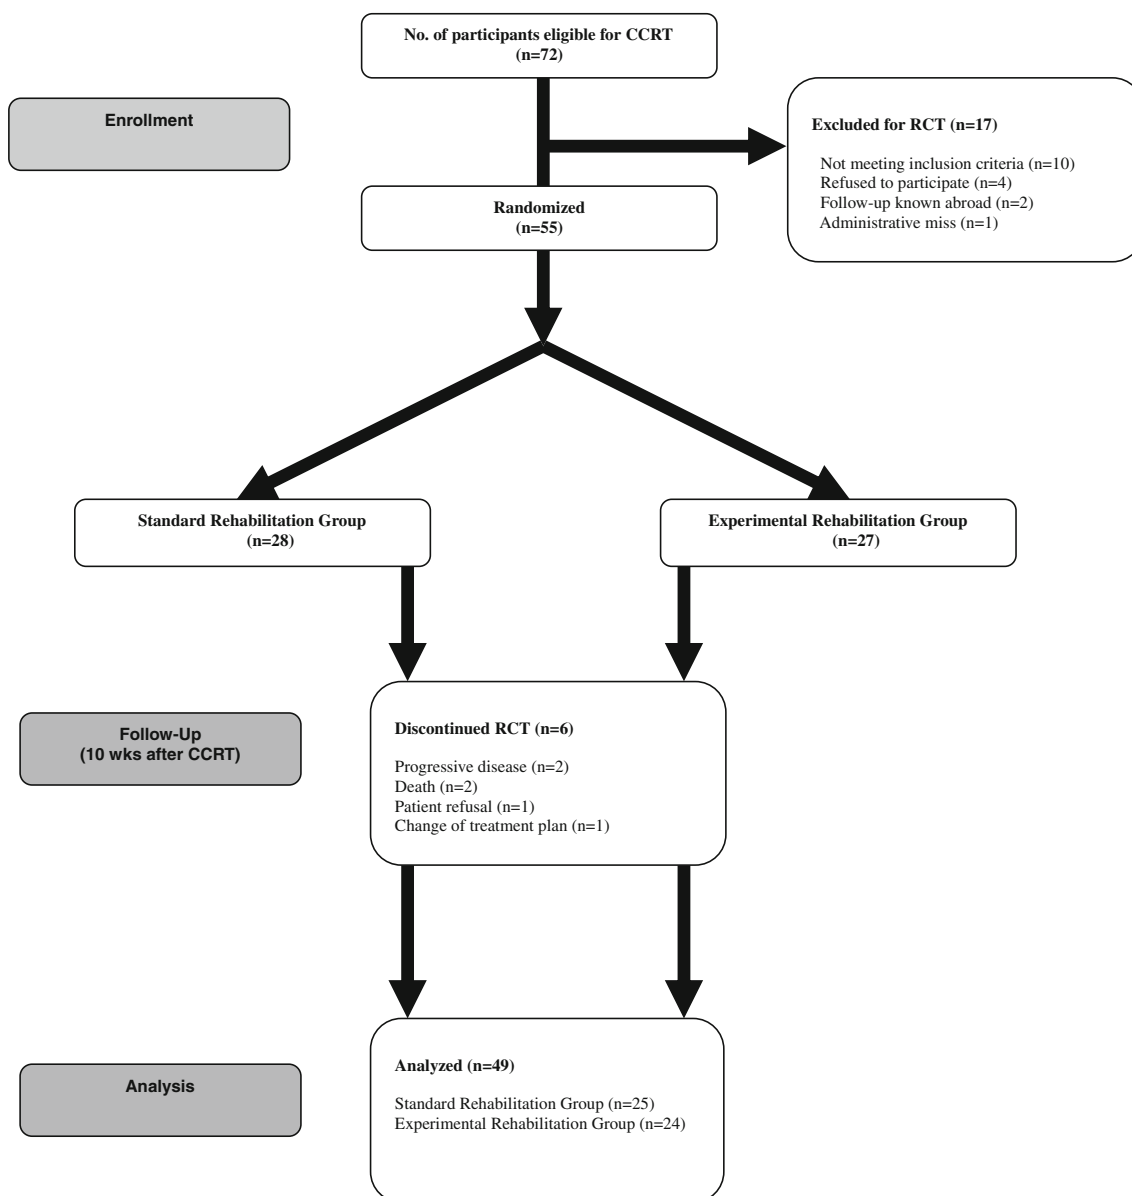 No. of participants eligible for CCRT
(n=72)
Enrollment
Excluded for RCT (n=17)
Not meeting inclusion criteria (n=10)
Refused to participate (n=4)
Follow-up known abroad (n=2)
Administrative miss (n=1)
Randomized
(n=55)
Standard Rehabilitation Group
(n=28)
Experimental Rehabilitation Group
(n=27)
Follow-Up
(10 wks after CCRT)
Discontinued RCT (n=6)
Progressive disease (n=2)
Death (n=2)
Patient refusal (n=1)
Change of treatment plan (n=1)
Analysis
Analyzed (n=49)
Standard Rehabilitation Group (n=25)
Experimental Rehabilitation Group (n=24)